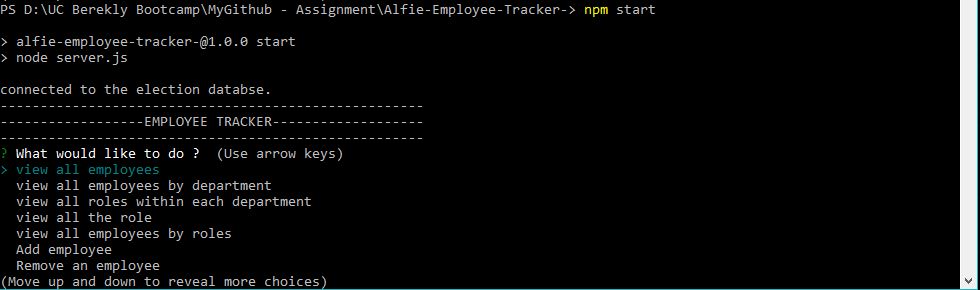 PS D:\UC Berekly Bootcamp\MyGithub - Assignment\Alfie-Employee-Tracker-> npm start
> alfie-employee-tracker-@1.0.0 start
> node server.js
connected to the election databse.
-----------------------------------------------------
------------------EMPLOYEE TRACKER-------------------
-----------------------------------------------------
? What would like to do ?  (Use arrow keys)
> view all employees
  view all employees by department
  view all roles within each department
  view all the role
  view all employees by roles
  Add employee
  Remove an employee
(Move up and down to reveal more choices)